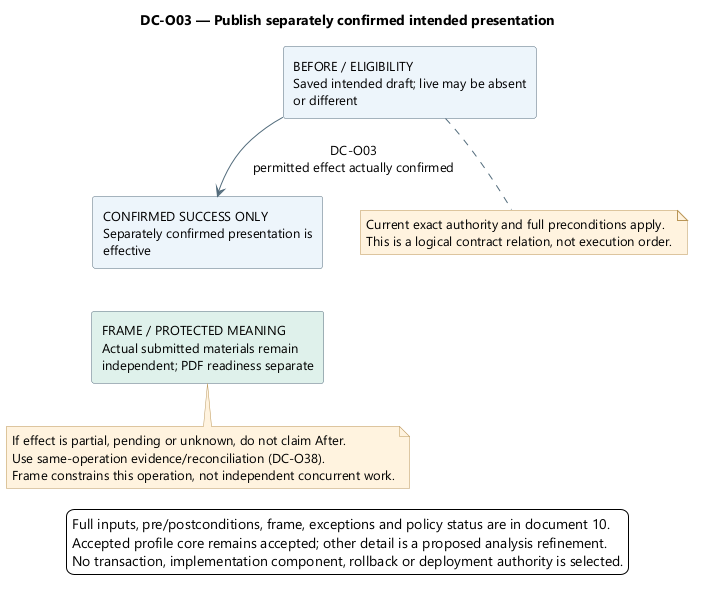 DC-O03 — Publish separately confirmed intended presentation
BEFORE / ELIGIBILITY
Saved intended draft; live may be absent
or different
DC-O03
permitted effect actually confirmed
CONFIRMED SUCCESS ONLY
Separately confirmed presentation is
effective
Current exact authority and full preconditions apply.
This is a logical contract relation, not execution order.
FRAME / PROTECTED MEANING
Actual submitted materials remain
independent; PDF readiness separate
If effect is partial, pending or unknown, do not claim After.
Use same-operation evidence/reconciliation (DC-O38).
Frame constrains this operation, not independent concurrent work.
Full inputs, pre/postconditions, frame, exceptions and policy status are in document 10.
Accepted profile core remains accepted; other detail is a proposed analysis refinement.
No transaction, implementation component, rollback or deployment authority is selected.